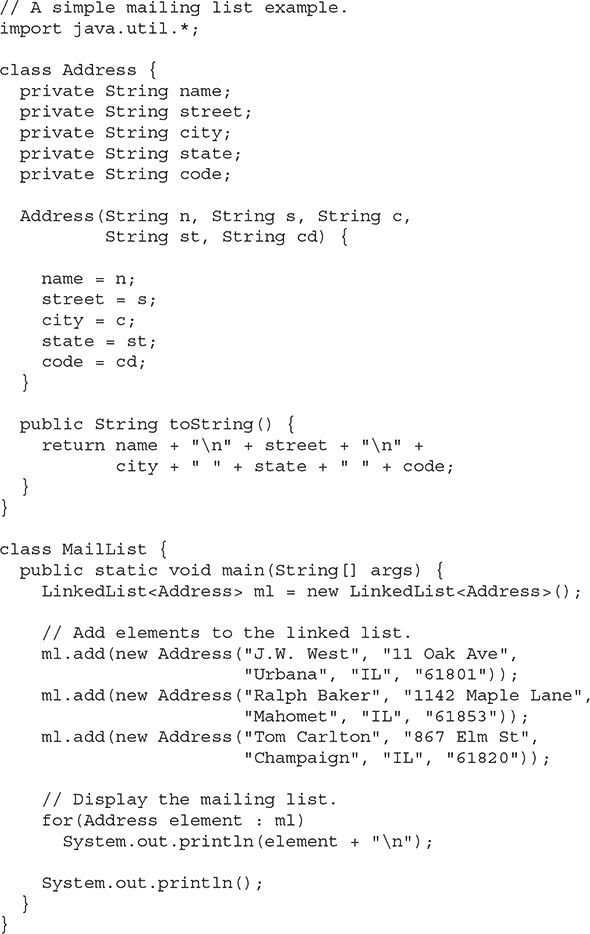 // A simple mailing list example.
import java.util.*;

class Address {
  private String name;
  private String street;
  private String city;
  private String state;
  private String code;

  Address(String n, String s, String c,
          String st, String cd) {

    name = n;
    street = s;
    city = c;
    state = st;
    code = cd;
  }

  public String toString() {
    return name + "\n" + street + "\n" +
           city + " " + state + " " + code;
  }
}

class MailList {
  public static void main(String[] args) {
    LinkedList<Address> ml = new LinkedList<Address>();

    // Add elements to the linked list.
    ml.add(new Address("J.W. West", "11 Oak Ave",
                       "Urbana", "IL", "61801"));
    ml.add(new Address("Ralph Baker", "1142 Maple Lane",
                       "Mahomet", "IL", "61853"));
    ml.add(new Address("Tom Carlton", "867 Elm St",
                       "Champaign", "IL", "61820"));

    // Display the mailing list.
    for(Address element : ml)
      System.out.println(element + "\n");

    System.out.println();
  }
}